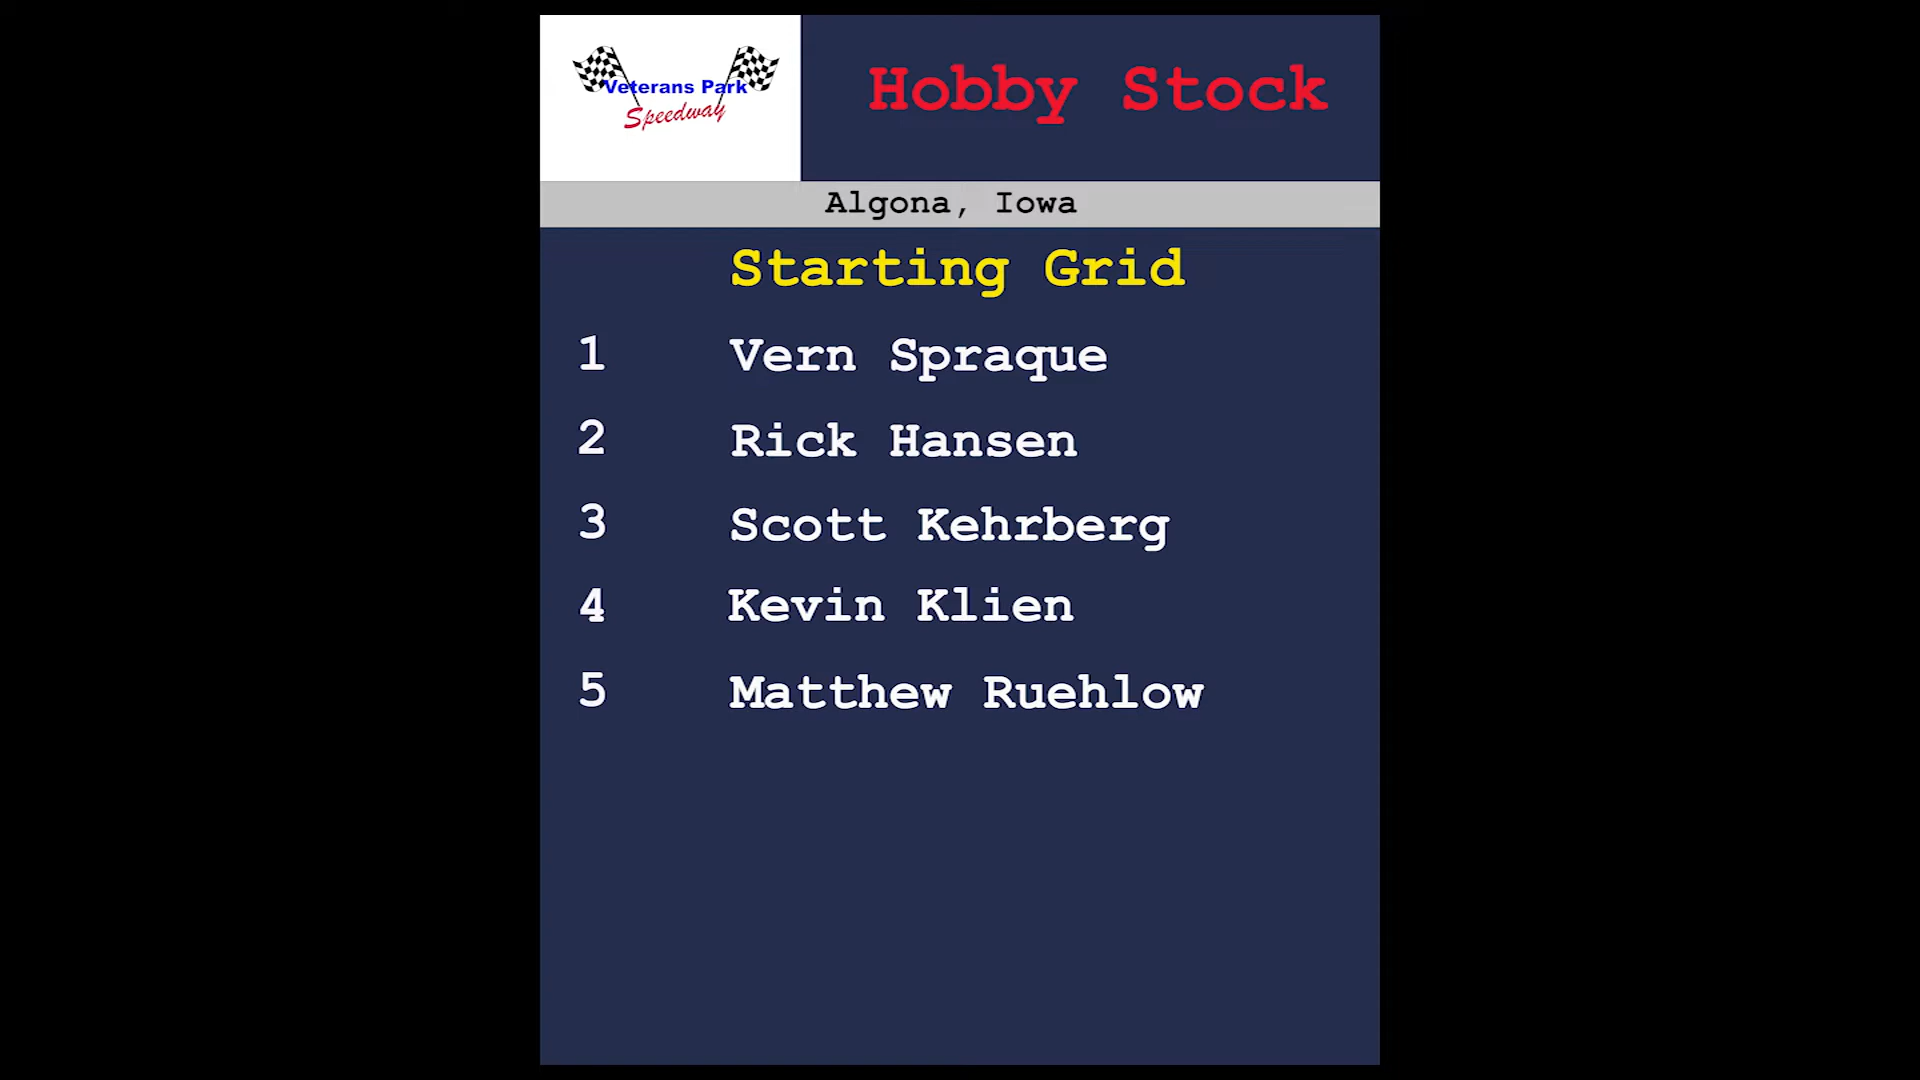 Veterans Park
Speedway
Hobby Stock
Algona, Iowa
Starting Grid
1 Vern Spraque
2 Rick Hansen
3 Scott Kehrberg
4 Kevin Klien
5 Matthew Ruehlow